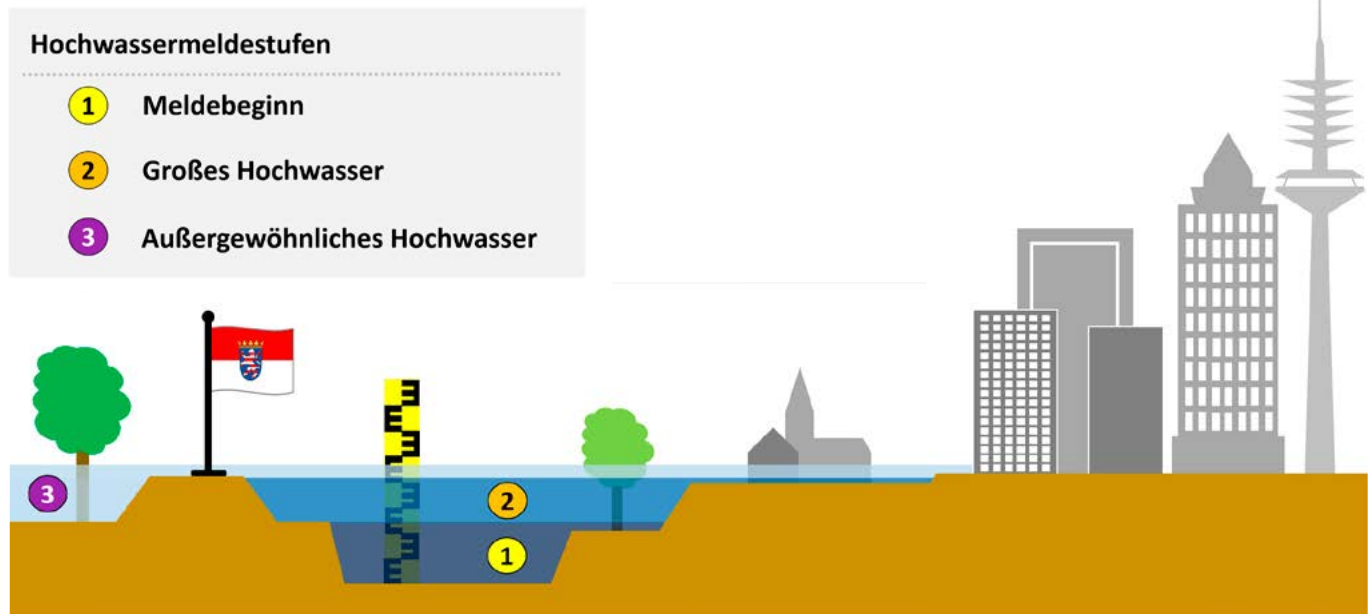 Hochwassermeldestufen
1 Meldebeginn
2 Großes Hochwasser
3 Außergewöhnliches Hochwasser
3
2
1